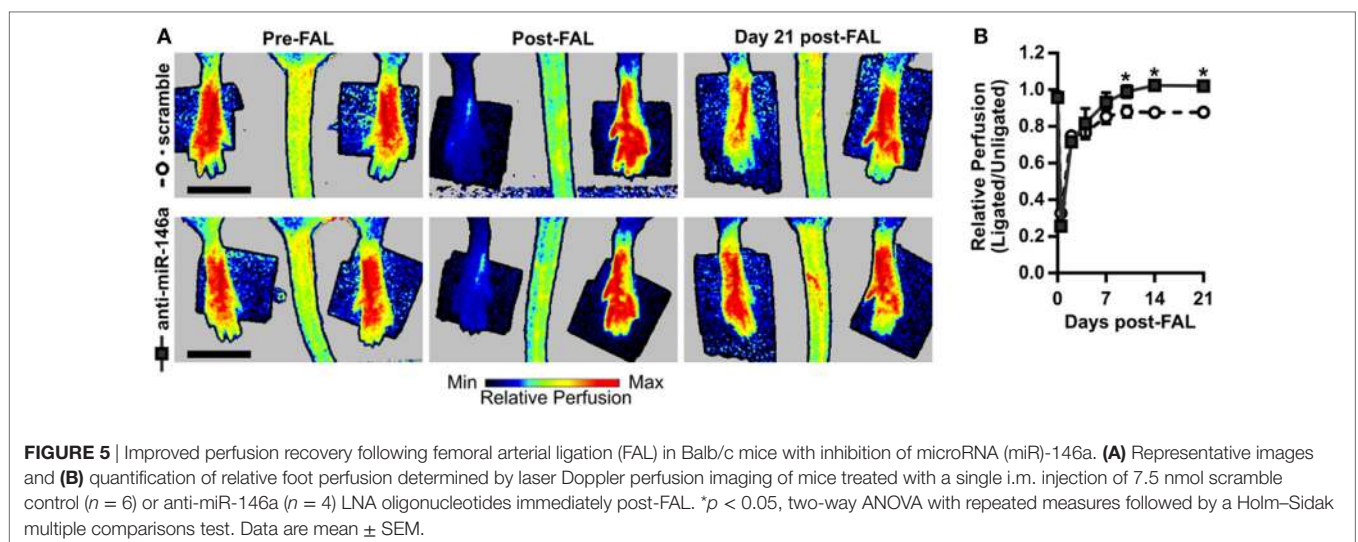 A
Pre-FAL
Post-FAL
Day 21 post-FAL
scramble
anti-miR-146a
Min Max
Relative Perfusion
B
Relative Perfusion
(Ligated/Unligated)
1.2
1.0
0.8
0.6
0.4
0.2
0.0
* * *
0 7 14 21
Days post-FAL
FIGURE 5 | Improved perfusion recovery following femoral arterial ligation (FAL) in Balb/c mice with inhibition of microRNA (miR)-146a. (A) Representative images
and (B) quantification of relative foot perfusion determined by laser Doppler perfusion imaging of mice treated with a single i.m. injection of 7.5 nmol scramble
control (n = 6) or anti-miR-146a (n = 4) LNA oligonucleotides immediately post-FAL. *p < 0.05, two-way ANOVA with repeated measures followed by a Holm–Sidak
multiple comparisons test. Data are mean ± SEM.